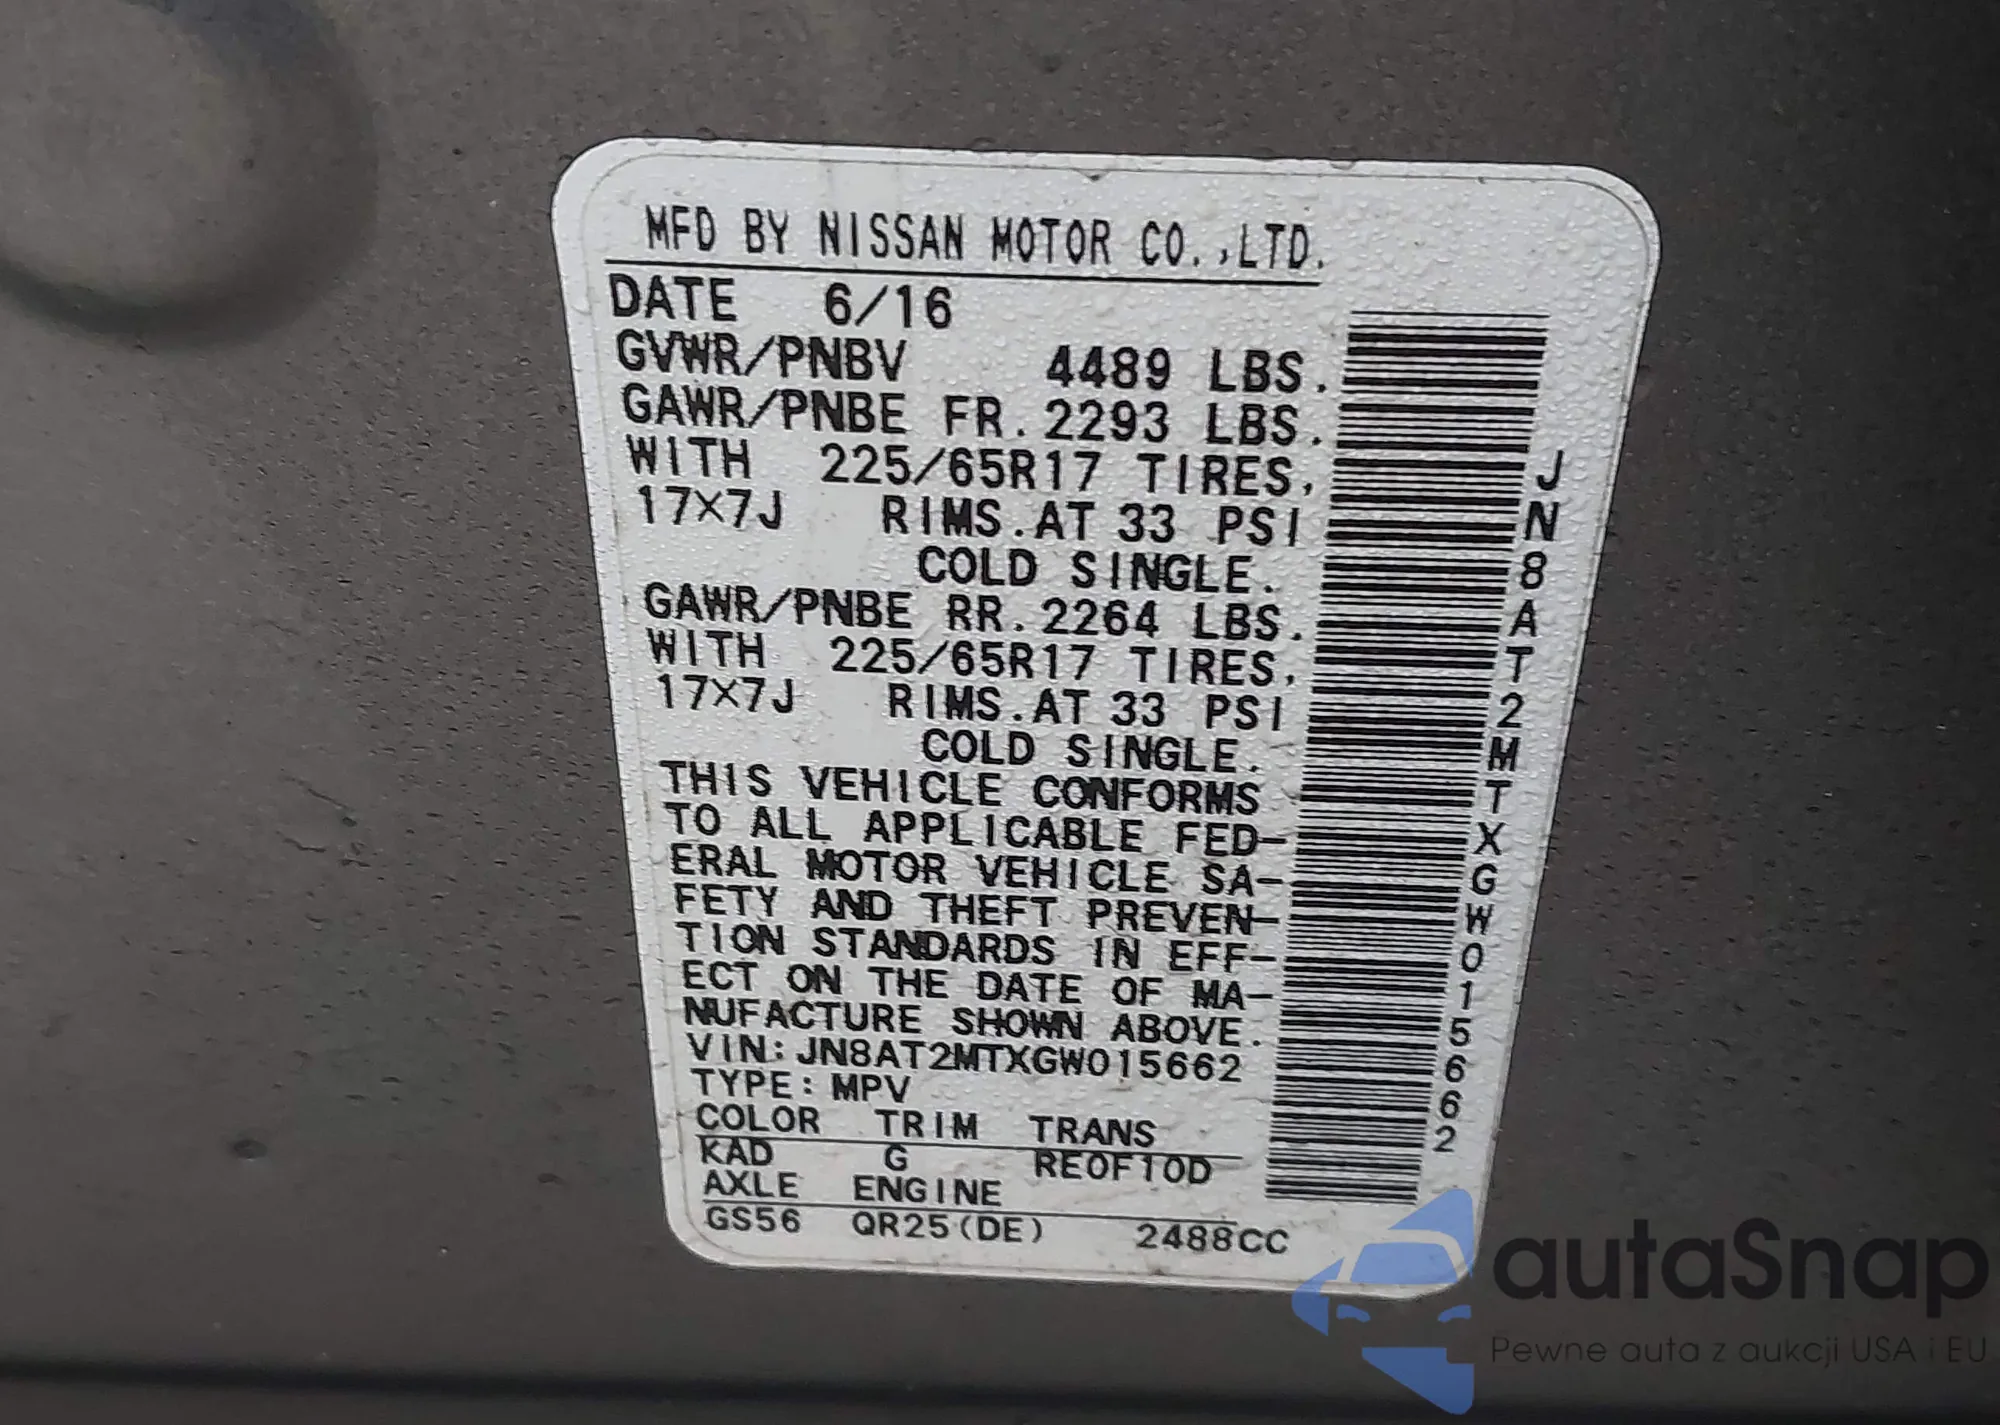 MFD BY NISSAN MOTOR CO.,LTD.
DATE 6/16
GVWR/PNBV 4489 LBS.
GAWR/PNBE FR. 2293 LBS.
WITH 225/65R17 TIRES,
17X7J RIMS.AT 33 PSI
COLD SINGLE.
GAWR/PNBE RR. 2264 LBS.
WITH 225/65R17 TIRES,
17X7J RIMS.AT 33 PSI
COLD SINGLE.
THIS VEHICLE CONFORMS
TO ALL APPLICABLE FED-
ERAL MOTOR VEHICLE SA-
FETY AND THEFT PREVEN-
TION STANDARDS IN EFF-
ECT ON THE DATE OF MA-
NUFACTURE SHOWN ABOVE.
VIN:JN8AT2MTXGW015662
TYPE:MPV
COLOR TRIM TRANS
KAD G RE0F10D
AXLE ENGINE
GS56 QR25(DE) 2488CC
JN8AT2MTXGW015662
autaSnap
Pewne auta z aukcji USA i EU